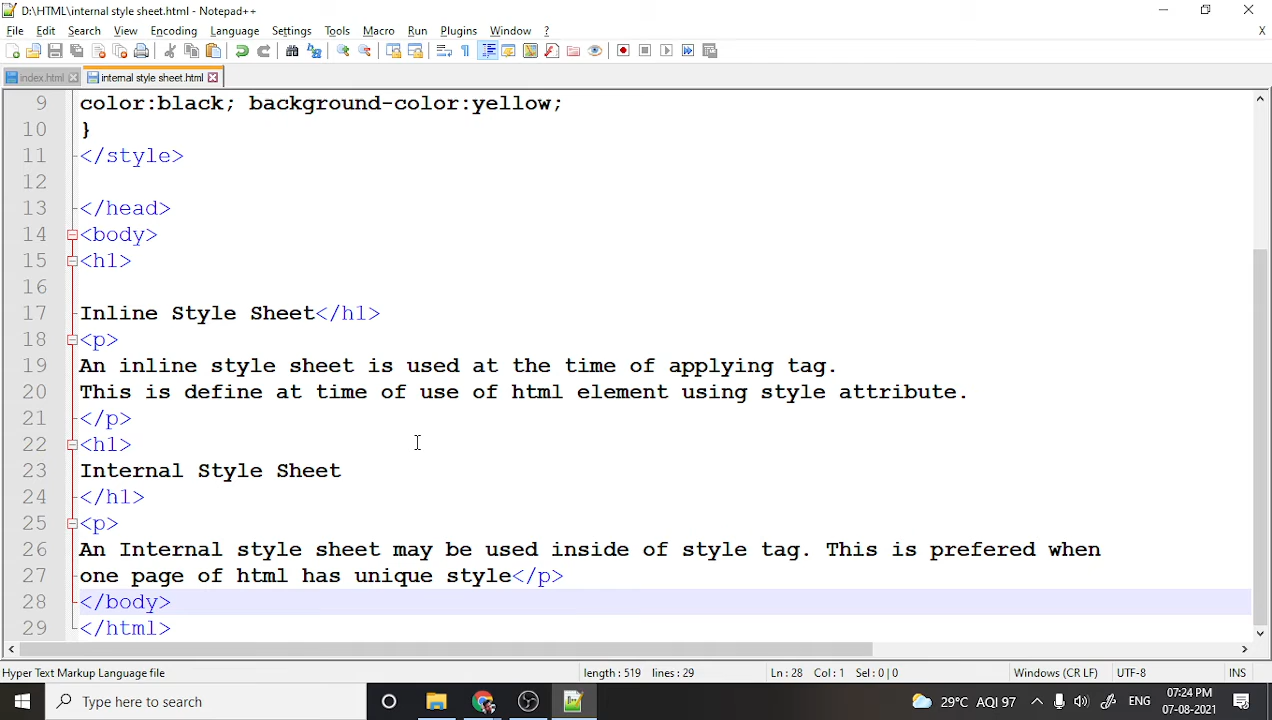 D:\HTML\internal style sheet.html - Notepad++
File Edit Search View Encoding Language Settings Tools Macro Run Plugins Window ? X
index.html internal style sheet.html
9 color:black; background-color:yellow;
10 }
11 </style>
12
13 </head>
14 <body>
15 <h1>
16
17 Inline Style Sheet</h1>
18 <p>
19 An inline style sheet is used at the time of applying tag.
20 This is define at time of use of html element using style attribute.
21 </p>
22 <h1>
23 Internal Style Sheet
24 </h1>
25 <p>
26 An Internal style sheet may be used inside of style tag. This is prefered when
27 one page of html has unique style</p>
28 </body>
29 </html>
Hyper Text Markup Language file length : 519 lines : 29 Ln : 28 Col : 1 Sel : 0 | 0 Windows (CR LF) UTF-8 INS
Type here to search 29°C AQI 97 ENG 07:24 PM
07-08-2021